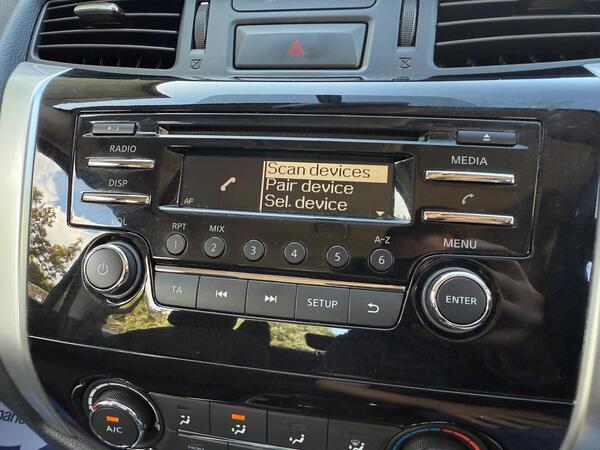 RADIO
MEDIA
DISP
VOL
MENU
AF
Scan devices
Pair device
Sel. device
RPT
MIX
A-Z
1
2
3
4
5
6
TA
SETUP
ENTER
A/C